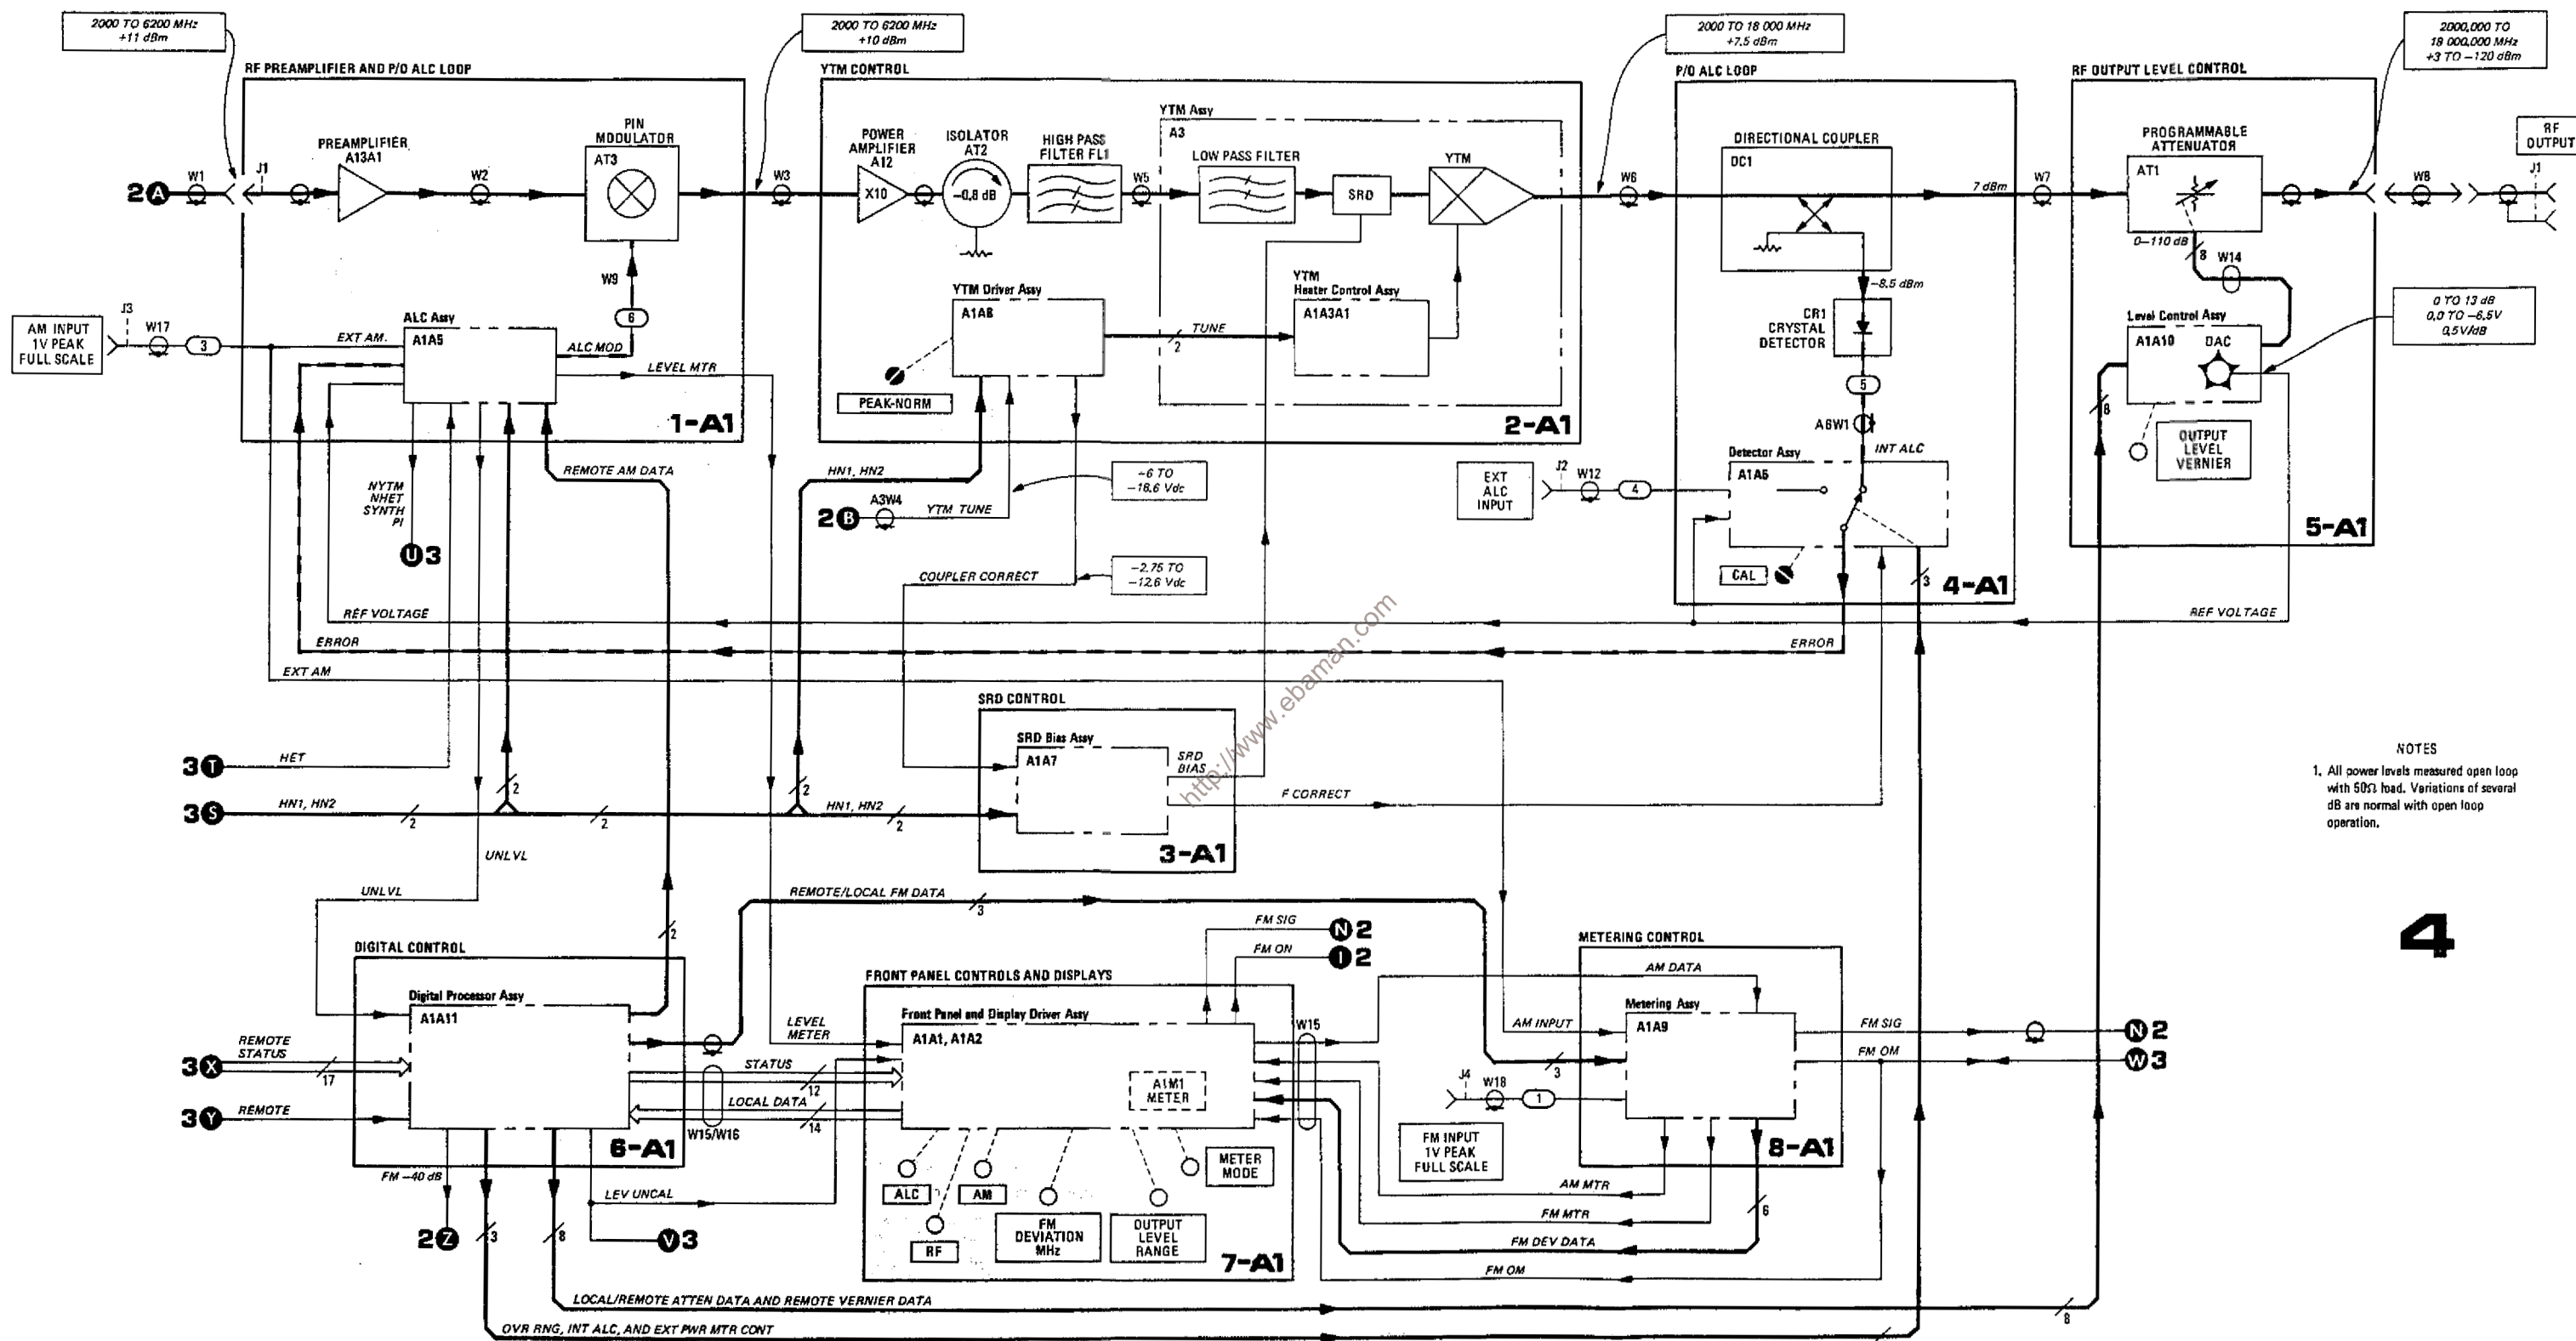 2000 TO 6200 MHz
+11 dBm
2000 TO 6200 MHz
+10 dBm
2000 TO 18 000 MHz
+7.5 dBm
2000,000 TO
18 000,000 MHz
+3 TO -120 dBm
RF PREAMPLIFIER AND P/O ALC LOOP
YTM CONTROL
P/O ALC LOOP
RF OUTPUT LEVEL CONTROL
2A
W1
J1
PREAMPLIFIER
A13A1
W2
PIN
MODULATOR
AT3
W3
W9
6
POWER
AMPLIFIER
A12
X10
ISOLATOR
AT2
-0,8 dB
HIGH PASS
FILTER FL1
W5
YTM Assy
A3
LOW PASS FILTER
SRD
YTM
W6
DIRECTIONAL COUPLER
DC1
7 dBm
W7
PROGRAMMABLE
ATTENUATOR
AT1
0-110 dB
8
W14
W8
RF
OUTPUT
J1
AM INPUT
1V PEAK
FULL SCALE
J3
W17
3
EXT AM.
ALC Assy
A1A5
ALC MOD
LEVEL MTR
1-A1
YTM Driver Assy
A1A8
PEAK-NORM
TUNE
2
YTM
Heater Control Assy
A1A3A1
2-A1
-8.5 dBm
CR1
CRYSTAL
DETECTOR
5
A6W1
INT ALC
Detector Assy
A1A6
EXT
ALC
INPUT
J2
W12
4
CAL
3
4-A1
Level Control Assy
A1A10
DAC
8
OUTPUT
LEVEL
VERNIER
5-A1
0 TO 13 dB
0,0 TO -6,5V
0,5V/dB
NYTM
NHET
SYNTH
PI
U3
REMOTE AM DATA
HN1, HN2
2B
A3W4
YTM TUNE
-6 TO
-18.6 Vdc
COUPLER CORRECT
-2.75 TO
-12.6 Vdc
REF VOLTAGE
REF VOLTAGE
ERROR
ERROR
EXT AM
SRD CONTROL
SRD Bias Assy
A1A7
SRD
BIAS
F CORRECT
3-A1
3T
HET
3S
HN1, HN2
2
2
2
2
HN1, HN2
2
UNLVL
UNLVL
http://www.ebaman.com
NOTES
1. All power levels measured open loop
with 50Ω load. Variations of several
dB are normal with open loop
operation.
4
REMOTE/LOCAL FM DATA
3
2
DIGITAL CONTROL
Digital Processor Assy
A1A11
3X
REMOTE
STATUS
17
3Y
REMOTE
6-A1
W15/W16
STATUS
12
LOCAL DATA
14
LEVEL
METER
LEV UNCAL
FM -40 dB
2Z
3
8
V3
FRONT PANEL CONTROLS AND DISPLAYS
Front Panel and Display Driver Assy
A1A1, A1A2
A1M1
METER
FM SIG
N2
FM ON
I2
W15
ALC
RF
AM
FM
DEVIATION
MHz
OUTPUT
LEVEL
RANGE
METER
MODE
7-A1
METERING CONTROL
AM DATA
Metering Assy
A1A9
AM INPUT
3
J4
W18
1
FM INPUT
1V PEAK
FULL SCALE
FM SIG
N2
FM OM
W3
8-A1
AM MTR
FM MTR
6
FM DEV DATA
FM OM
LOCAL/REMOTE ATTEN DATA AND REMOTE VERNIER DATA
8
OVR RNG, INT ALC, AND EXT PWR MTR CONT